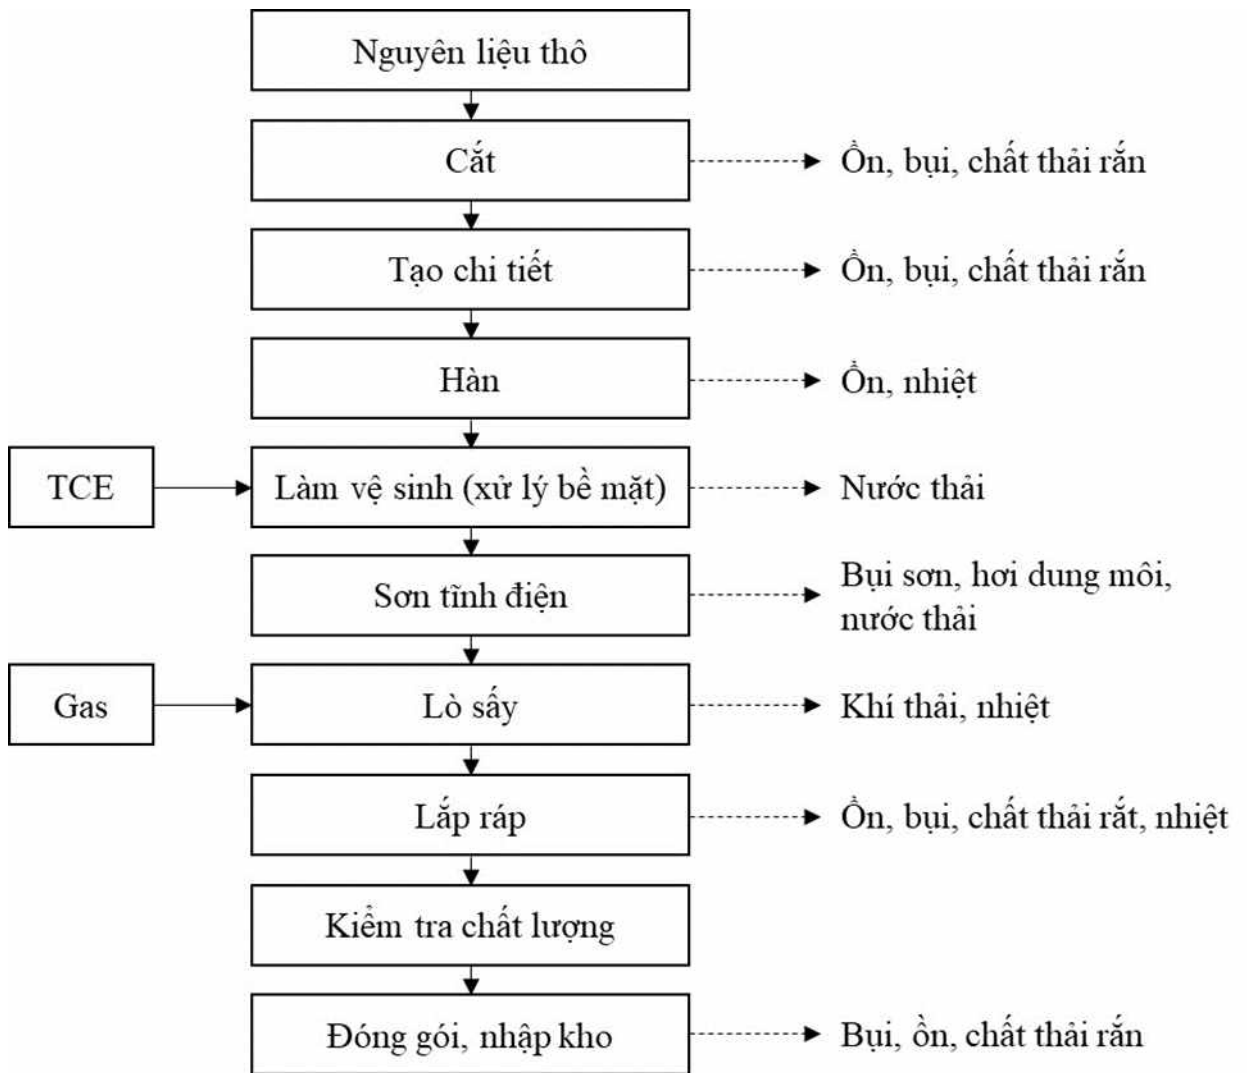 Nguyên liệu thô
Cắt
Ồn, bụi, chất thải rắn
Tạo chi tiết
Ồn, bụi, chất thải rắn
Hàn
Ồn, nhiệt
TCE
Làm vệ sinh (xử lý bề mặt)
Nước thải
Sơn tĩnh điện
Bụi sơn, hơi dung môi,
nước thải
Gas
Lò sấy
Khí thải, nhiệt
Lắp ráp
Ồn, bụi, chất thải rắt, nhiệt
Kiểm tra chất lượng
Đóng gói, nhập kho
Bụi, ồn, chất thải rắn